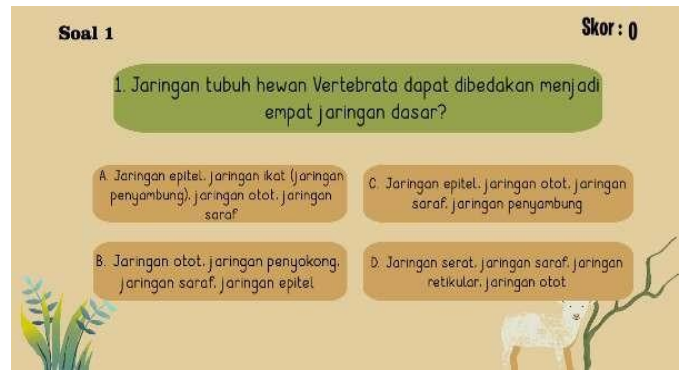 Soal 1
Skor : 0
1. Jaringan tubuh hewan Vertebrata dapat dibedakan menjadi
empat jaringan dasar?
A. Jaringan epitel, jaringan ikat (jaringan
penyambung), jaringan otot, jaringan
saraf
C. Jaringan epitel, jaringan otot, jaringan
saraf, jaringan penyambung
B. Jaringan otot, jaringan penyokong,
jaringan saraf, jaringan epitel
D. Jaringan serat, jaringan saraf, jaringan
retikular, jaringan otot